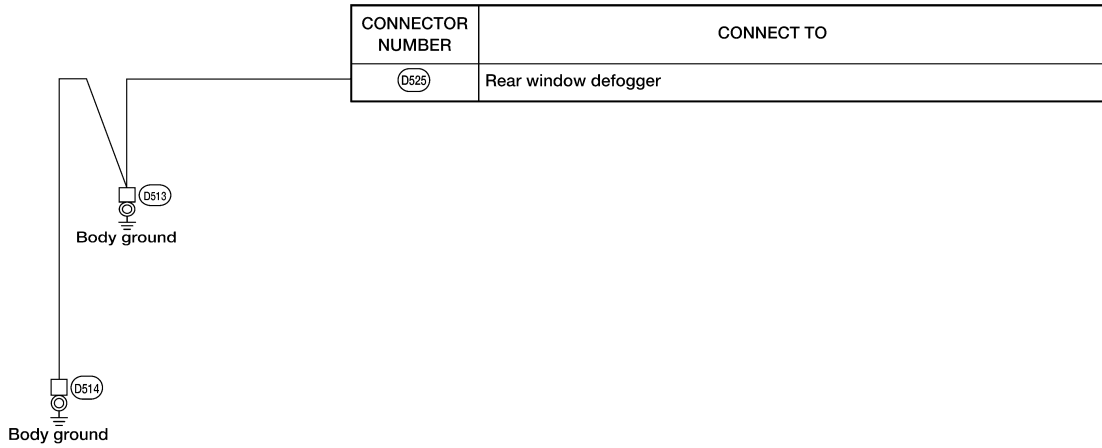 CONNECTOR
NUMBER
CONNECT TO
D525
Rear window defogger
D513
Body ground
D514
Body ground